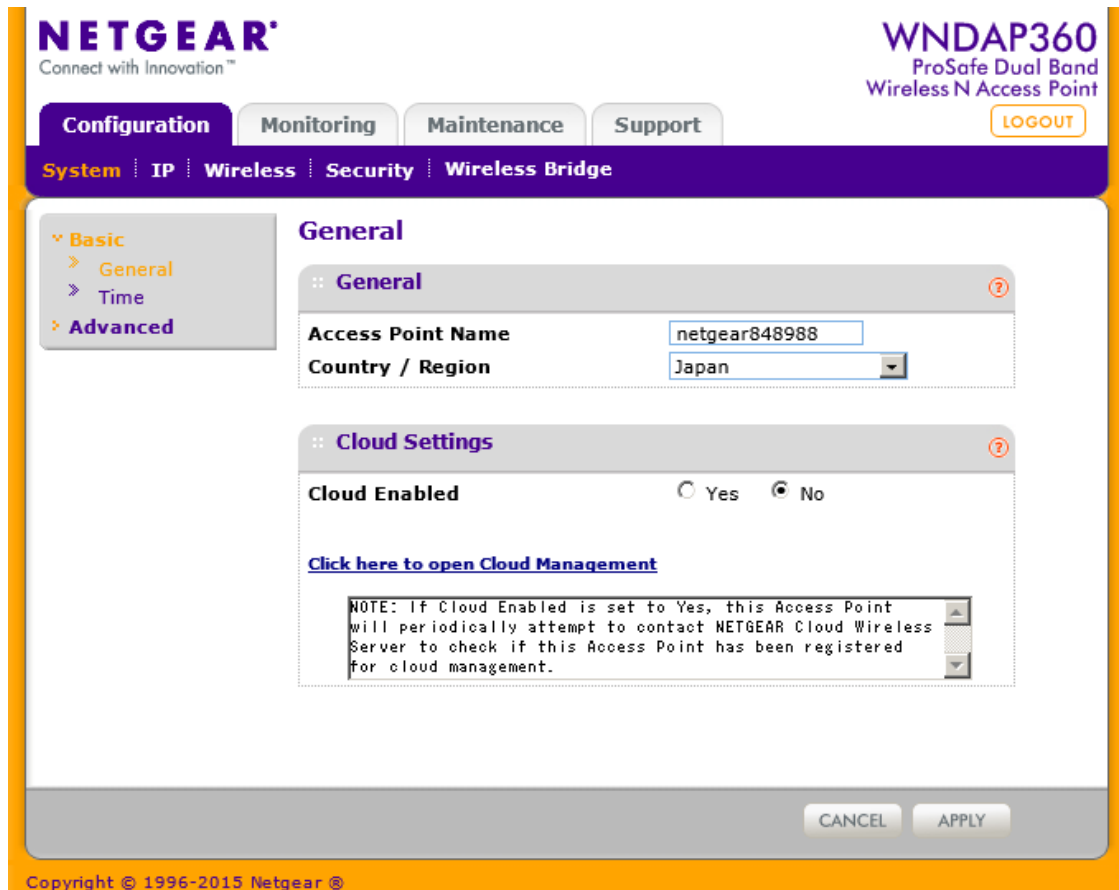 NETGEAR®
Connect with Innovation™
WNDAP360
ProSafe Dual Band
Wireless N Access Point
Configuration Monitoring Maintenance Support
LOGOUT
System IP Wireless Security Wireless Bridge
Basic
General
Time
Advanced
General
General
Access Point Name netgear848988
Country / Region Japan
Cloud Settings
Cloud Enabled Yes No
Click here to open Cloud Management
NOTE: If Cloud Enabled is set to Yes, this Access Point
will periodically attempt to contact NETGEAR Cloud Wireless
Server to check if this Access Point has been registered
for cloud management.
CANCEL APPLY
Copyright © 1996-2015 Netgear ®